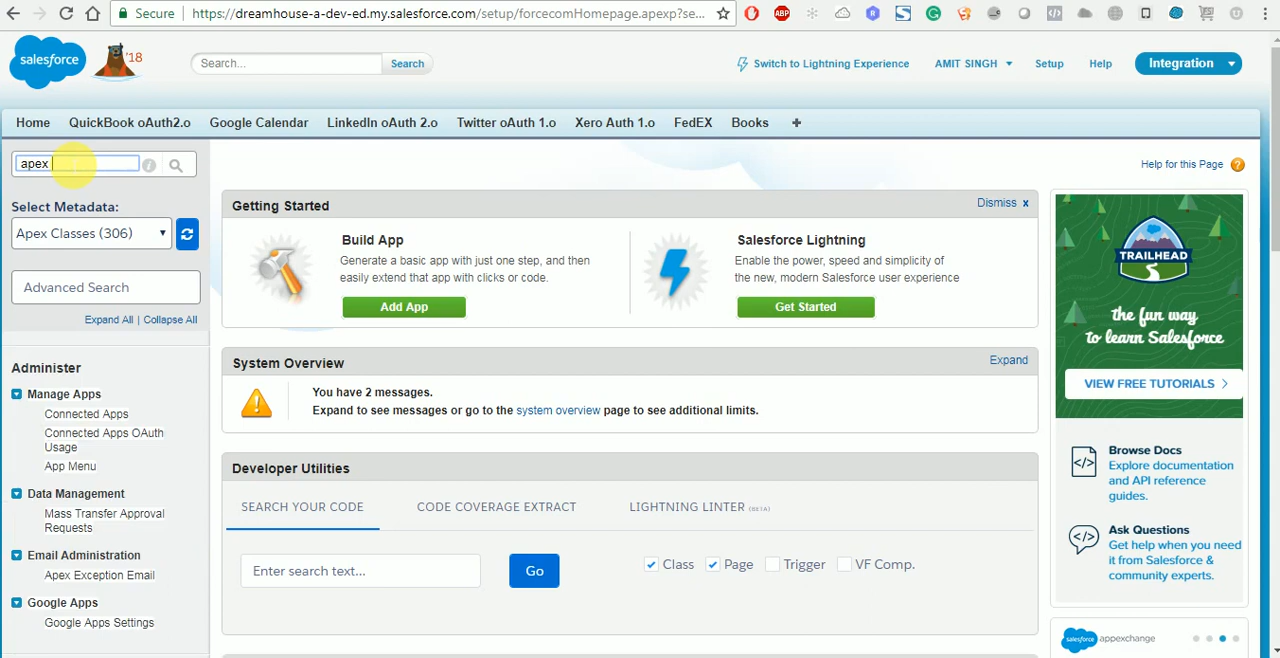 Secure
https://dreamhouse-a-dev-ed.my.salesforce.com/setup/forcecomHomepage.apexp?se...
ABP
salesforce
'18
Search...
Search
Switch to Lightning Experience
AMIT SINGH
Setup
Help
Integration
Home
QuickBook oAuth2.o
Google Calendar
LinkedIn oAuth 2.o
Twitter oAuth 1.o
Xero Auth 1.o
FedEX
Books
+
apex
Select Metadata:
Apex Classes (306)
Advanced Search
Expand All | Collapse All
Administer
Manage Apps
Connected Apps
Connected Apps OAuth
Usage
App Menu
Data Management
Mass Transfer Approval
Requests
Email Administration
Apex Exception Email
Google Apps
Google Apps Settings
Help for this Page ?
Getting Started
Dismiss x
Build App
Generate a basic app with just one step, and then
easily extend that app with clicks or code.
Add App
Salesforce Lightning
Enable the power, speed and simplicity of
the new, modern Salesforce user experience
Get Started
System Overview
Expand
You have 2 messages.
Expand to see messages or go to the system overview page to see additional limits.
Developer Utilities
SEARCH YOUR CODE
CODE COVERAGE EXTRACT
LIGHTNING LINTER (BETA)
Enter search text...
Go
Class
Page
Trigger
VF Comp.
TRAILHEAD
the fun way
to learn Salesforce
VIEW FREE TUTORIALS
Browse Docs
Explore documentation
and API reference
guides.
Ask Questions
Get help when you need
it from Salesforce &
community experts.
salesforce
appexchange